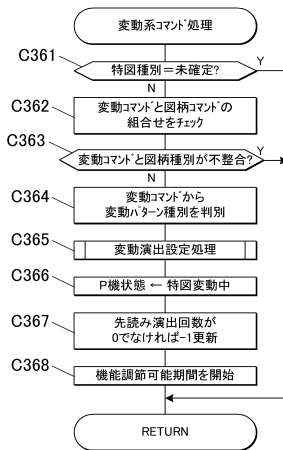 変動系コマンド処理
C361
特図種別＝未確定?
Y
N
C362
変動コマンドと図柄コマンドの
組合せをチェック
C363
変動コマンドと図柄種別が不整合?
Y
N
C364
変動コマンドから
変動パターン種別を判別
C365
変動演出設定処理
C366
P機状態 ← 特図変動中
C367
先読み演出回数が
0でなければ-1更新
C368
機能調節可能期間を開始
RETURN